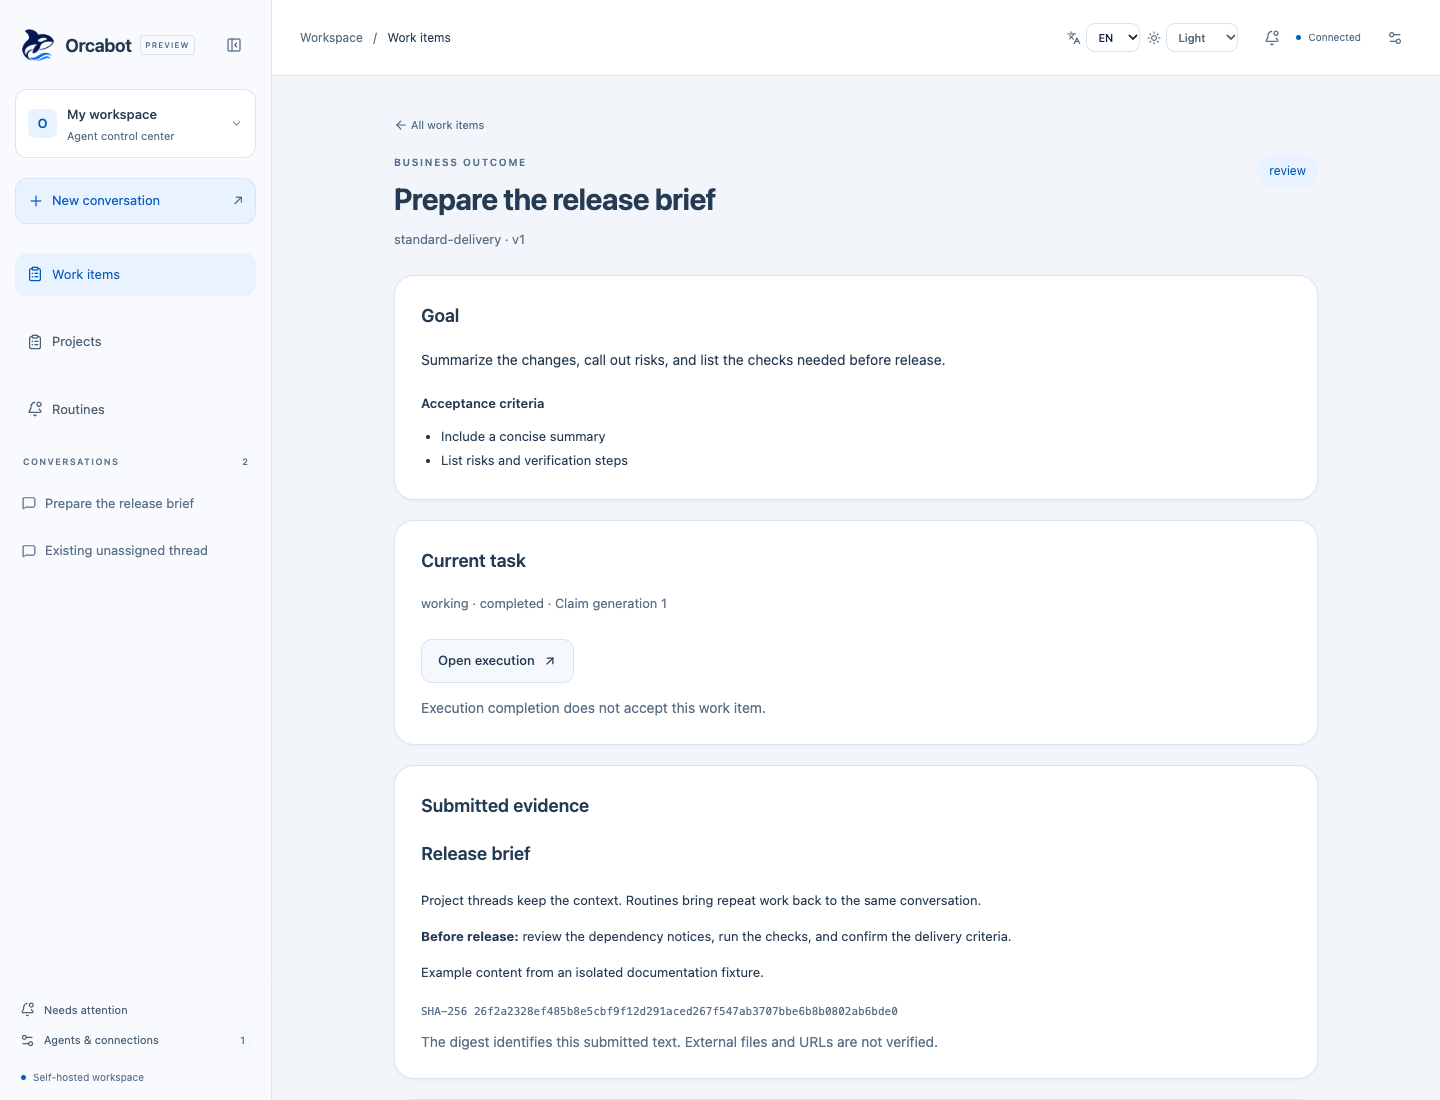 Orcabot PREVIEW
My workspace
O
Agent control center
New conversation
Work items
Projects
Routines
CONVERSATIONS 2
Prepare the release brief
Existing unassigned thread
Needs attention
Agents & connections 1
Self-hosted workspace
Workspace / Work items
EN
Light
Connected
All work items
BUSINESS OUTCOME
review
Prepare the release brief
standard-delivery · v1
Goal
Summarize the changes, call out risks, and list the checks needed before release.
Acceptance criteria
• Include a concise summary
• List risks and verification steps
Current task
working · completed · Claim generation 1
Open execution
Execution completion does not accept this work item.
Submitted evidence
Release brief
Project threads keep the context. Routines bring repeat work back to the same conversation.
Before release: review the dependency notices, run the checks, and confirm the delivery criteria.
Example content from an isolated documentation fixture.
SHA-256 26f2a2328ef485b8e5cbf9f12d291aced267f547ab3707bbe6b8b0802ab6bde0
The digest identifies this submitted text. External files and URLs are not verified.